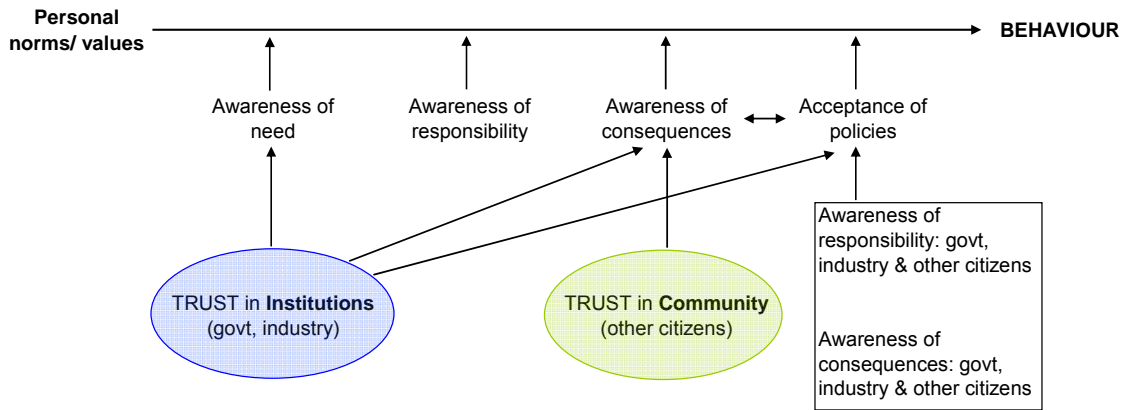 Personal
norms/ values
BEHAVIOUR
Awareness of
need
Awareness of
responsibility
Awareness of
consequences
Acceptance of
policies
TRUST in Institutions
(govt, industry)
TRUST in Community
(other citizens)
Awareness of
responsibility: govt,
industry & other citizens
Awareness of
consequences: govt,
industry & other citizens